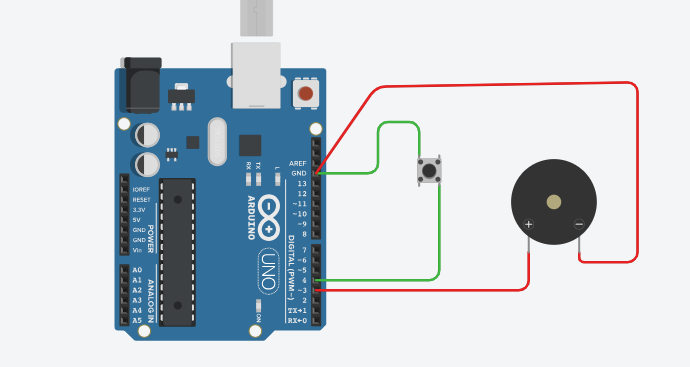 AREF
GND
13
12
~11
~10
~9
8
7
~6
~5
4
~3
2
TX→1
RX←0
DIGITAL (PWM~)
IOREF
RESET
3.3V
5V
GND
GND
Vin
POWER
A0
A1
A2
A3
A4
A5
ANALOG IN
RX
TX
L
ARDUINO
UNO
ON
+
−